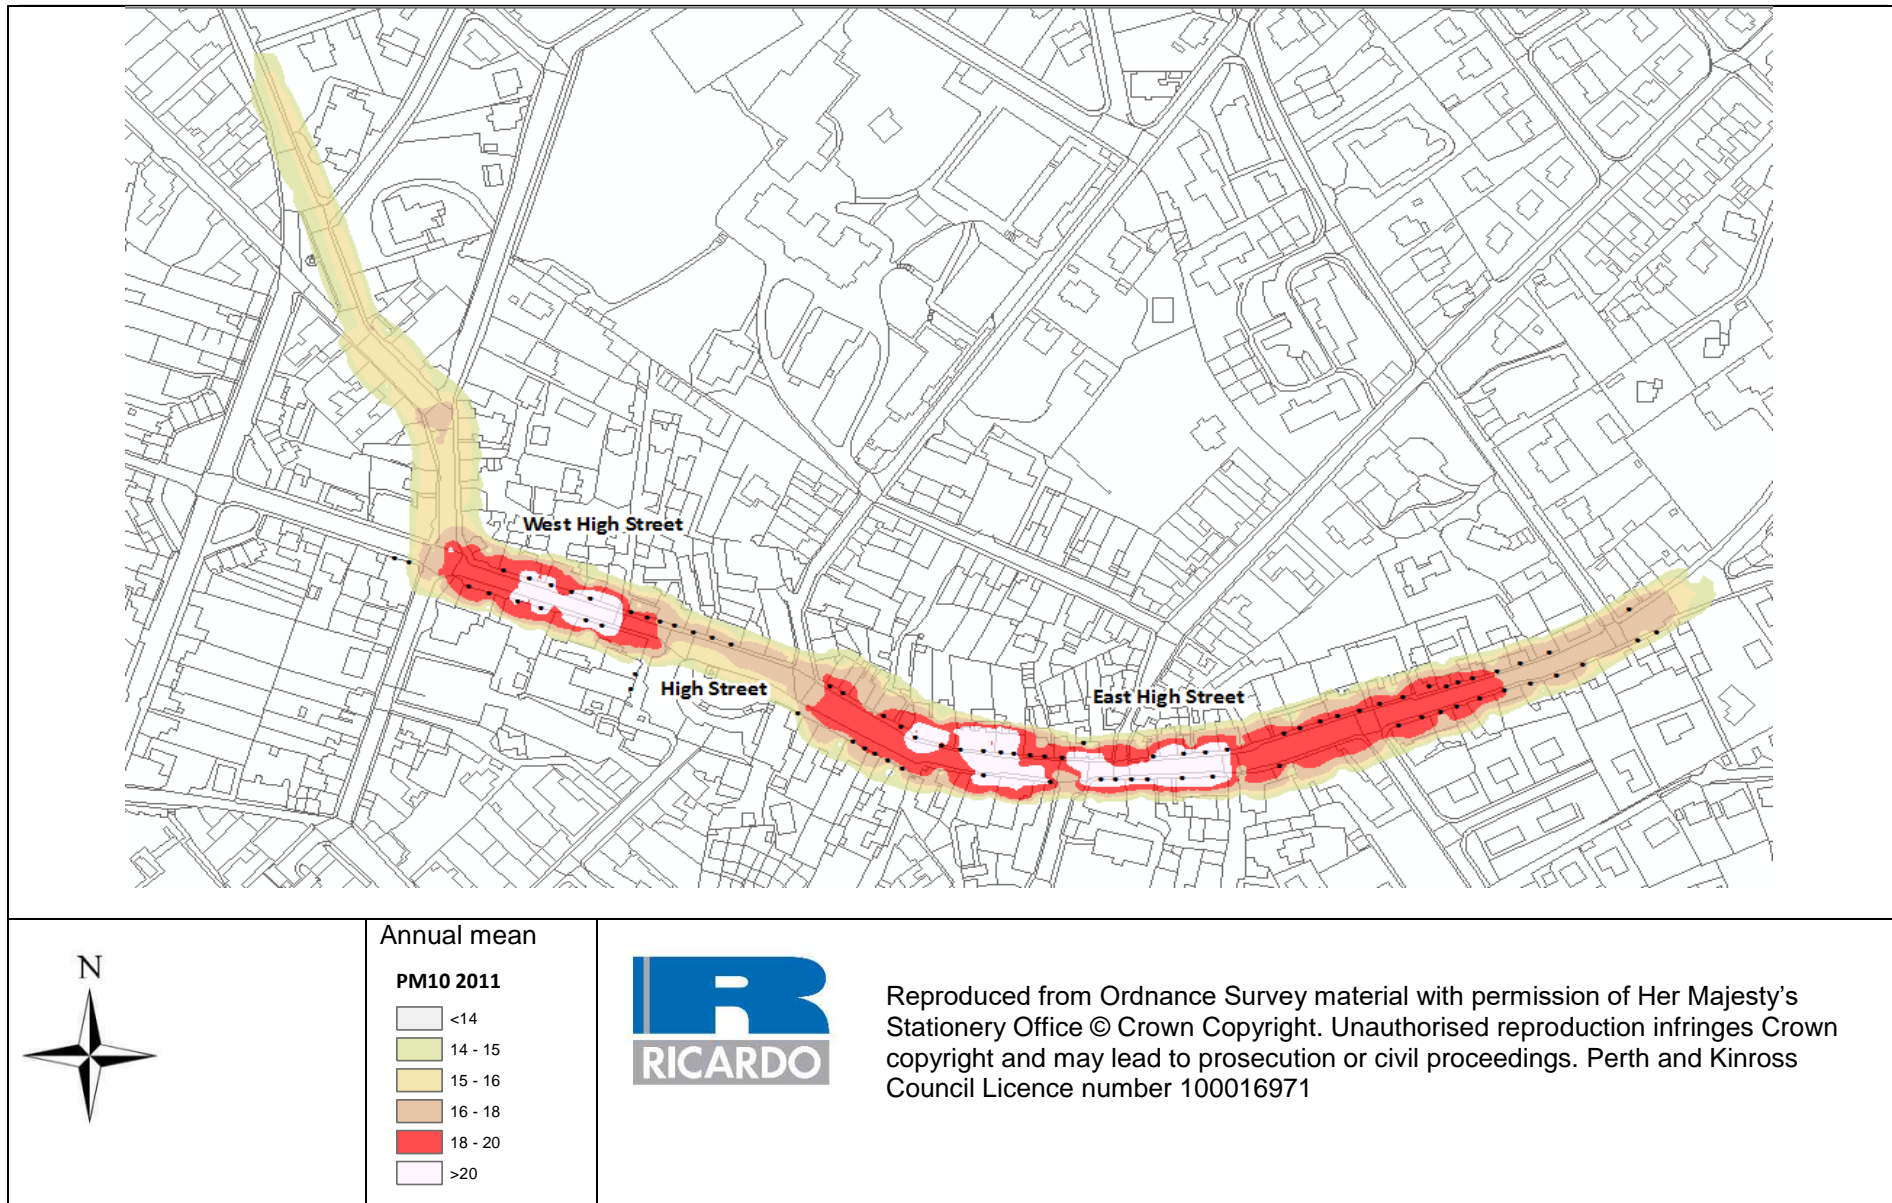 West High Street
High Street
East High Street
N
Annual mean
PM10 2011
<14
14 - 15
15 - 16
16 - 18
18 - 20
>20
R
RICARDO
Reproduced from Ordnance Survey material with permission of Her Majesty's
Stationery Office © Crown Copyright. Unauthorised reproduction infringes Crown
copyright and may lead to prosecution or civil proceedings. Perth and Kinross
Council Licence number 100016971